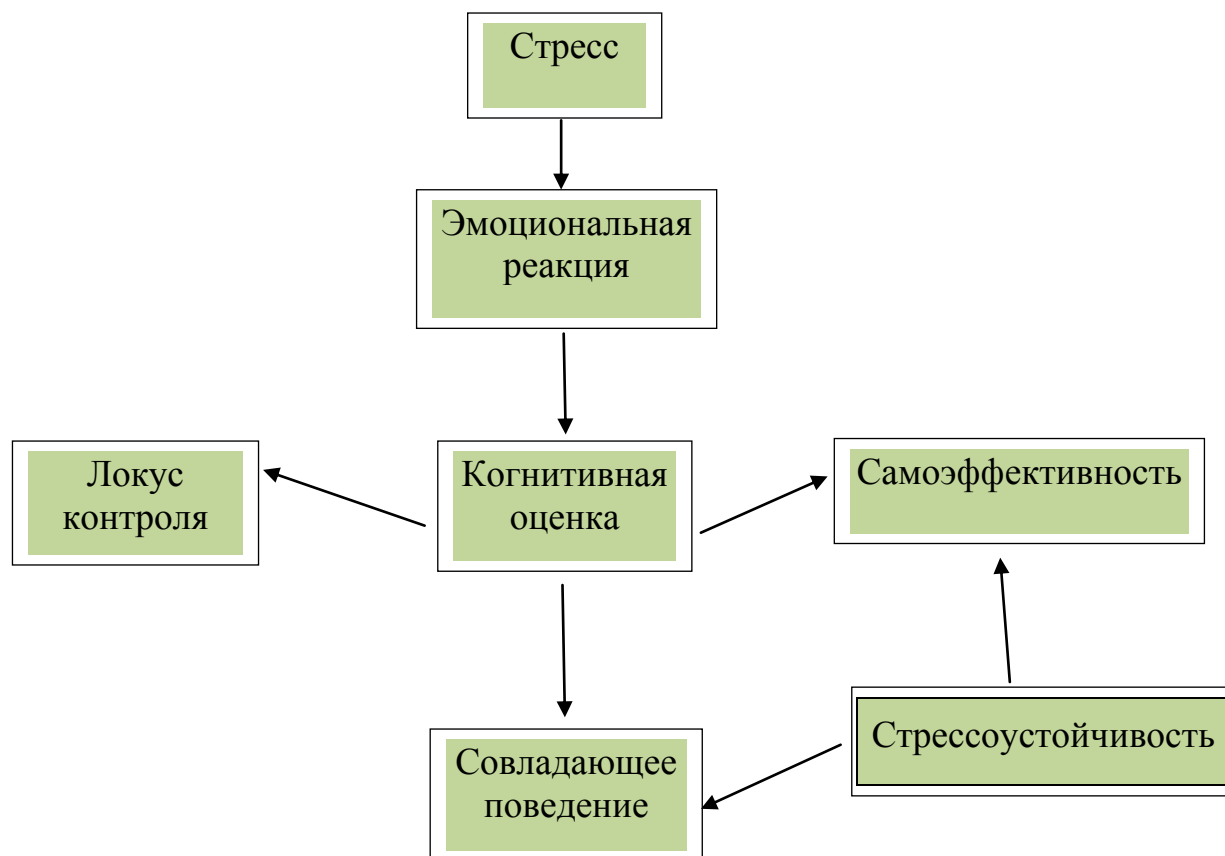 Стресс
Эмоциональная
реакция
Локус
контроля
Когнитивная
оценка
Самоэффективность
Стрессоустойчивость
Совладающее
поведение